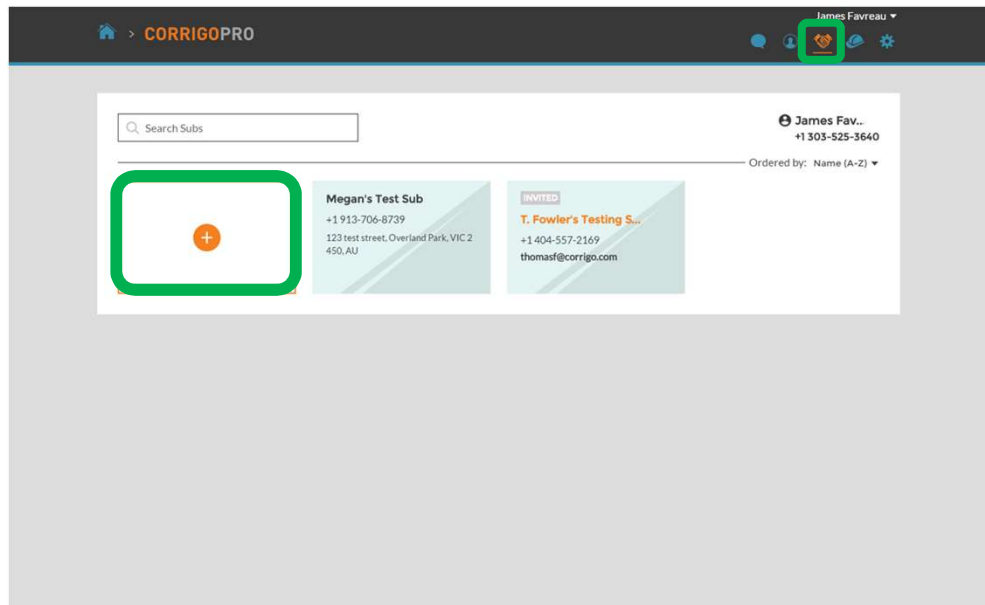 James Favreau
> CORRIGOPRO
Search Subs
James Fav..
+1 303-525-3640
Ordered by: Name (A-Z)
Megan's Test Sub
+1 913-706-8739
123 test street, Overland Park, VIC 2
450, AU
INVITED
T. Fowler's Testing S...
+1 404-557-2169
thomasf@corrigo.com